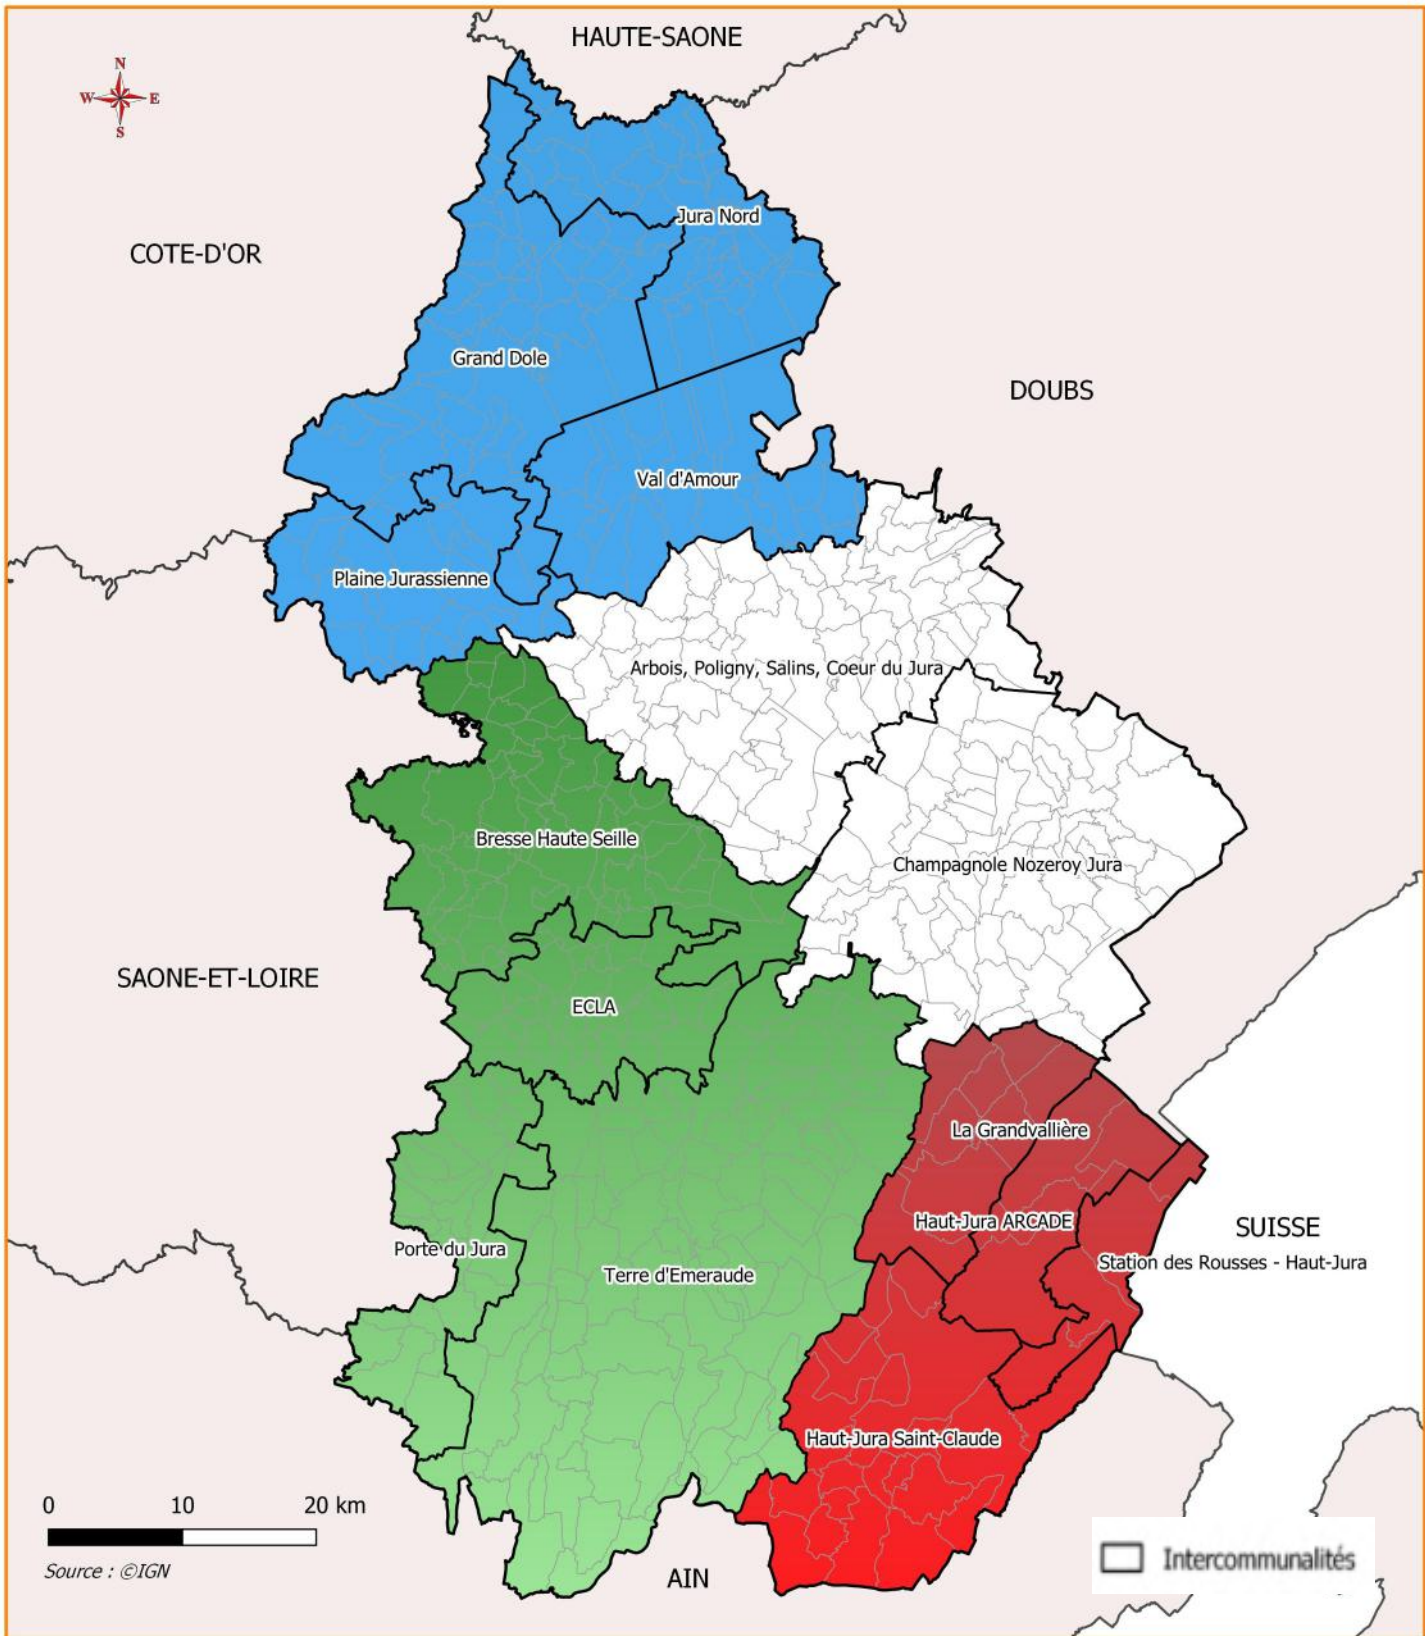 HAUTE-SAONE
N
W E
S
Jura Nord
COTE-D'OR
Grand Dole
DOUBS
Val d'Amour
Plaine Jurassienne
Arbois, Poligny, Salins, Coeur du Jura
Bresse Haute Seille
Champagnole Nozeroy Jura
SAONE-ET-LOIRE
ECLA
La Grandvallière
Haut-Jura ARCADE
SUISSE
Porte du Jura
Station des Rousses - Haut-Jura
Terre d'Emeraude
Haut-Jura Saint-Claude
0 10 20 km
Source : ©IGN
AIN
Intercommunalités